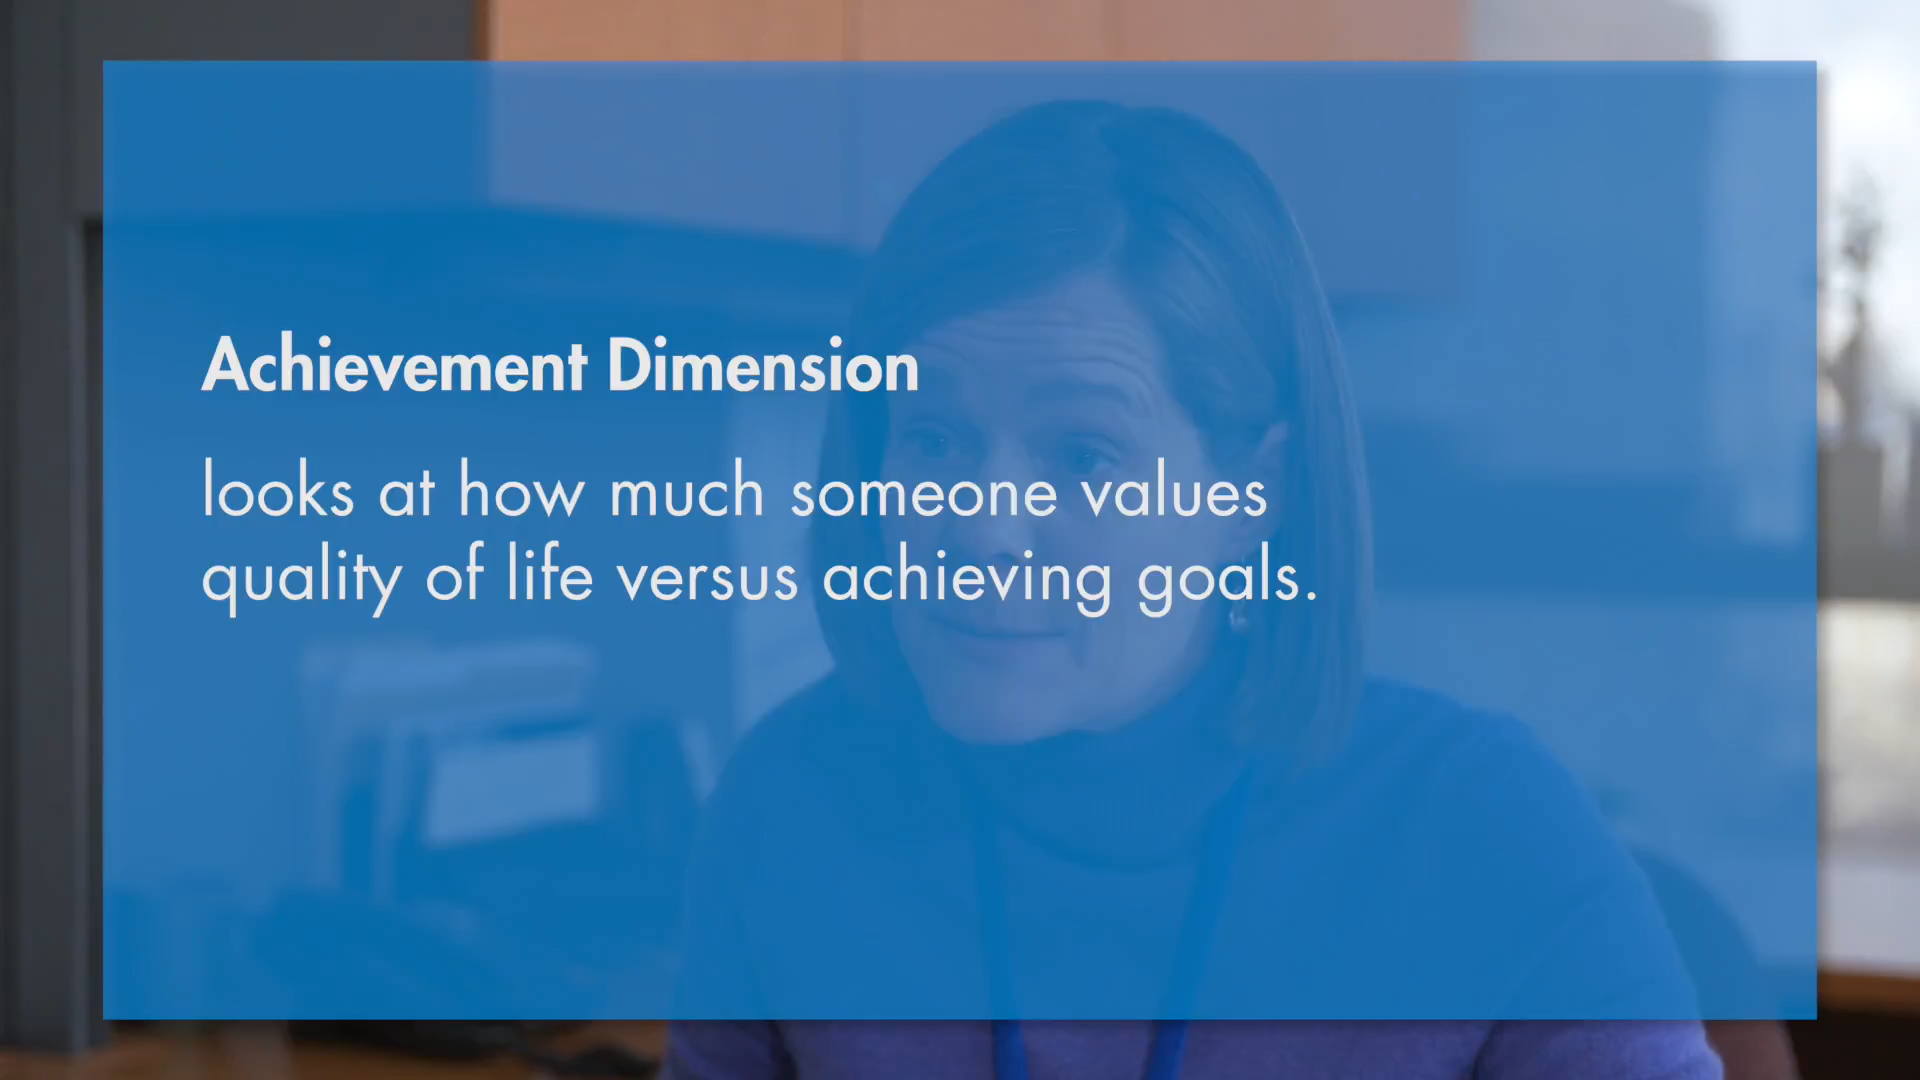 Achievement Dimension
looks at how much someone values
quality of life versus achieving goals.